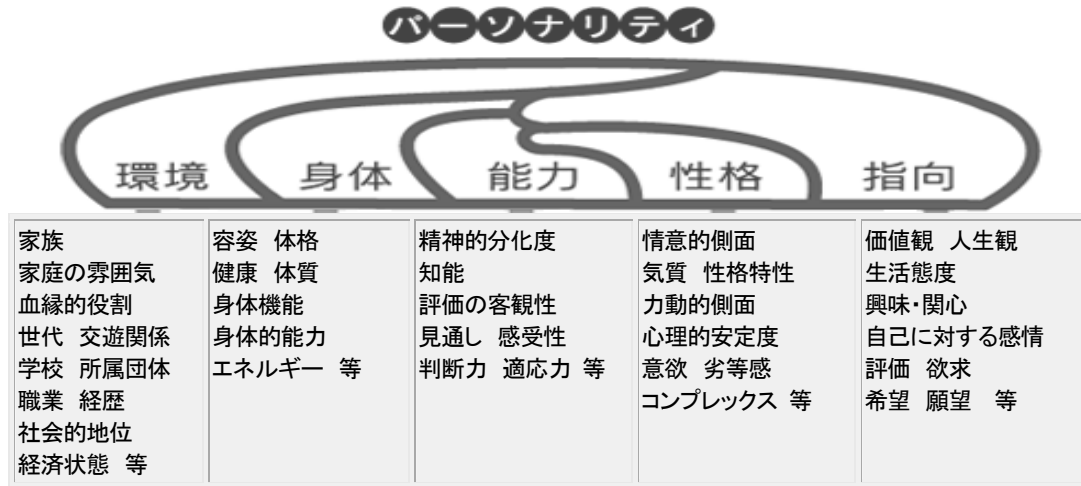 パーソナリティ
環境
身体
能力
性格
指向
家族
家庭の雰囲気
血縁的役割
世代 交遊関係
学校 所属団体
職業 経歴
社会的地位
経済状態 等
容姿 体格
健康 体質
身体機能
身体的能力
エネルギー 等
精神的分化度
知能
評価の客観性
見通し 感受性
判断力 適応力 等
情意的側面
気質 性格特性
力動的側面
心理的安定度
意欲 劣等感
コンプレックス 等
価値観 人生観
生活態度
興味・関心
自己に対する感情
評価 欲求
希望 願望 等